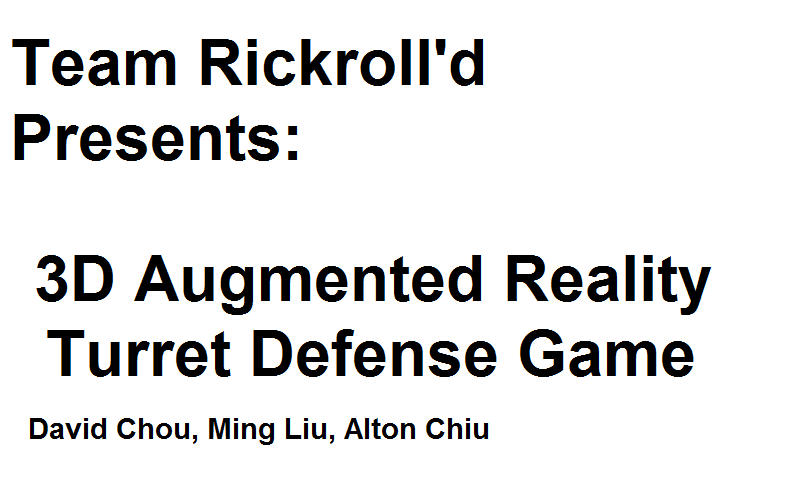 Team Rickroll'd
Presents:
3D Augmented Reality
Turret Defense Game
David Chou, Ming Liu, Alton Chiu